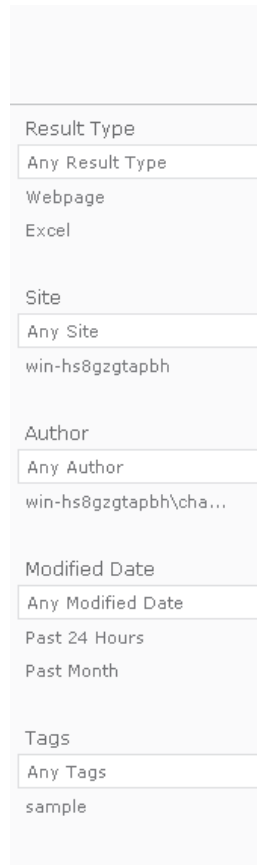 Result Type
Any Result Type
Webpage
Excel
Site
Any Site
win-hs8gzgtapbh
Author
Any Author
win-hs8gzgtapbh\cha...
Modified Date
Any Modified Date
Past 24 Hours
Past Month
Tags
Any Tags
sample